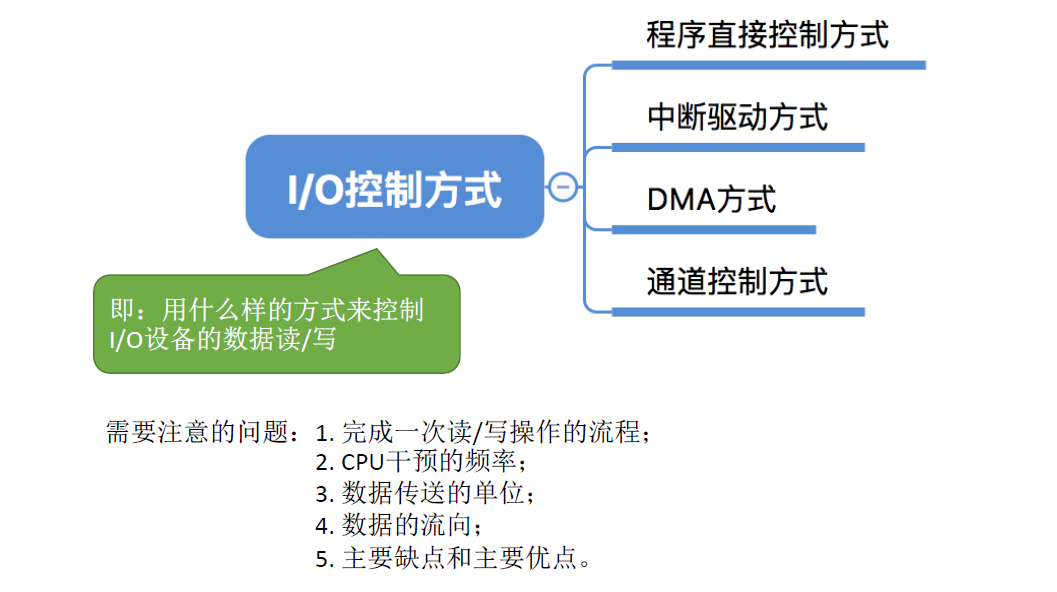 程序直接控制方式
中断驱动方式
I/O控制方式
DMA方式
通道控制方式
即：用什么样的方式来控制
I/O设备的数据读/写
需要注意的问题：1. 完成一次读/写操作的流程；
2. CPU干预的频率；
3. 数据传送的单位；
4. 数据的流向；
5. 主要缺点和主要优点。